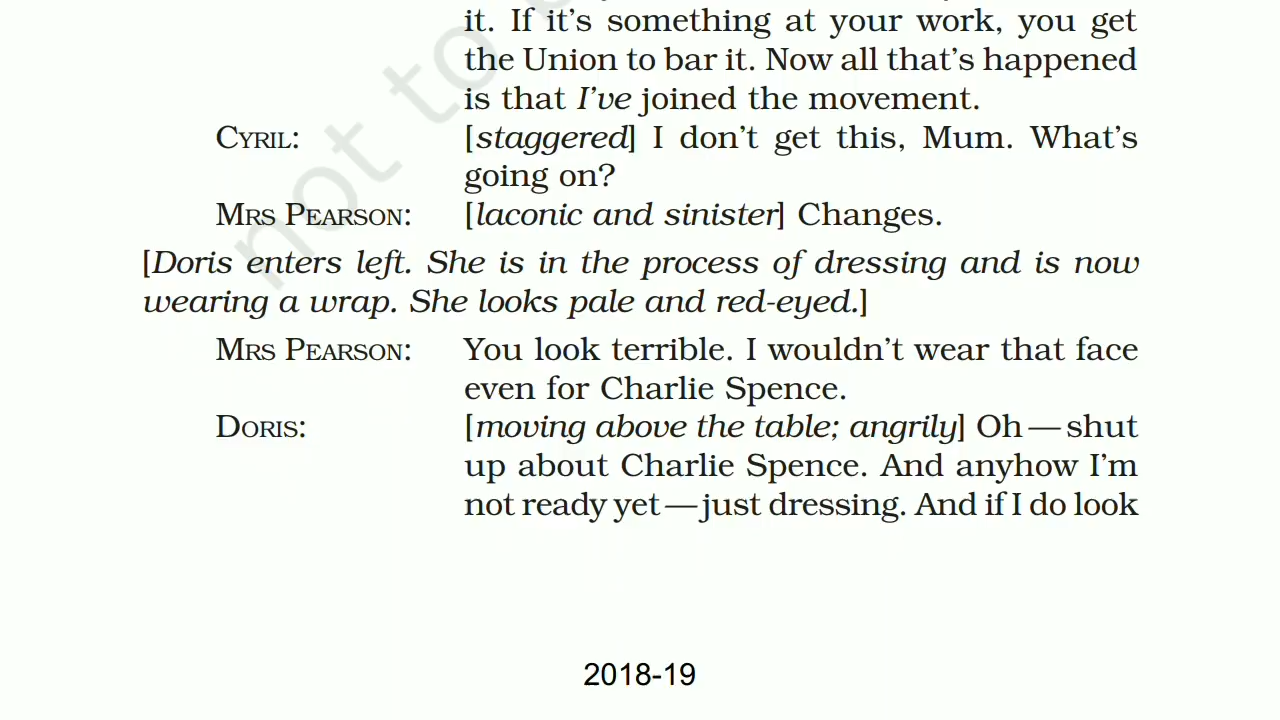 it. If it's something at your work, you get
the Union to bar it. Now all that's happened
is that I've joined the movement.
CYRIL: [staggered] I don't get this, Mum. What's
going on?
MRS PEARSON: [laconic and sinister] Changes.
[Doris enters left. She is in the process of dressing and is now
wearing a wrap. She looks pale and red-eyed.]
MRS PEARSON: You look terrible. I wouldn't wear that face
even for Charlie Spence.
DORIS: [moving above the table; angrily] Oh — shut
up about Charlie Spence. And anyhow I'm
not ready yet — just dressing. And if I do look
not to
2018-19